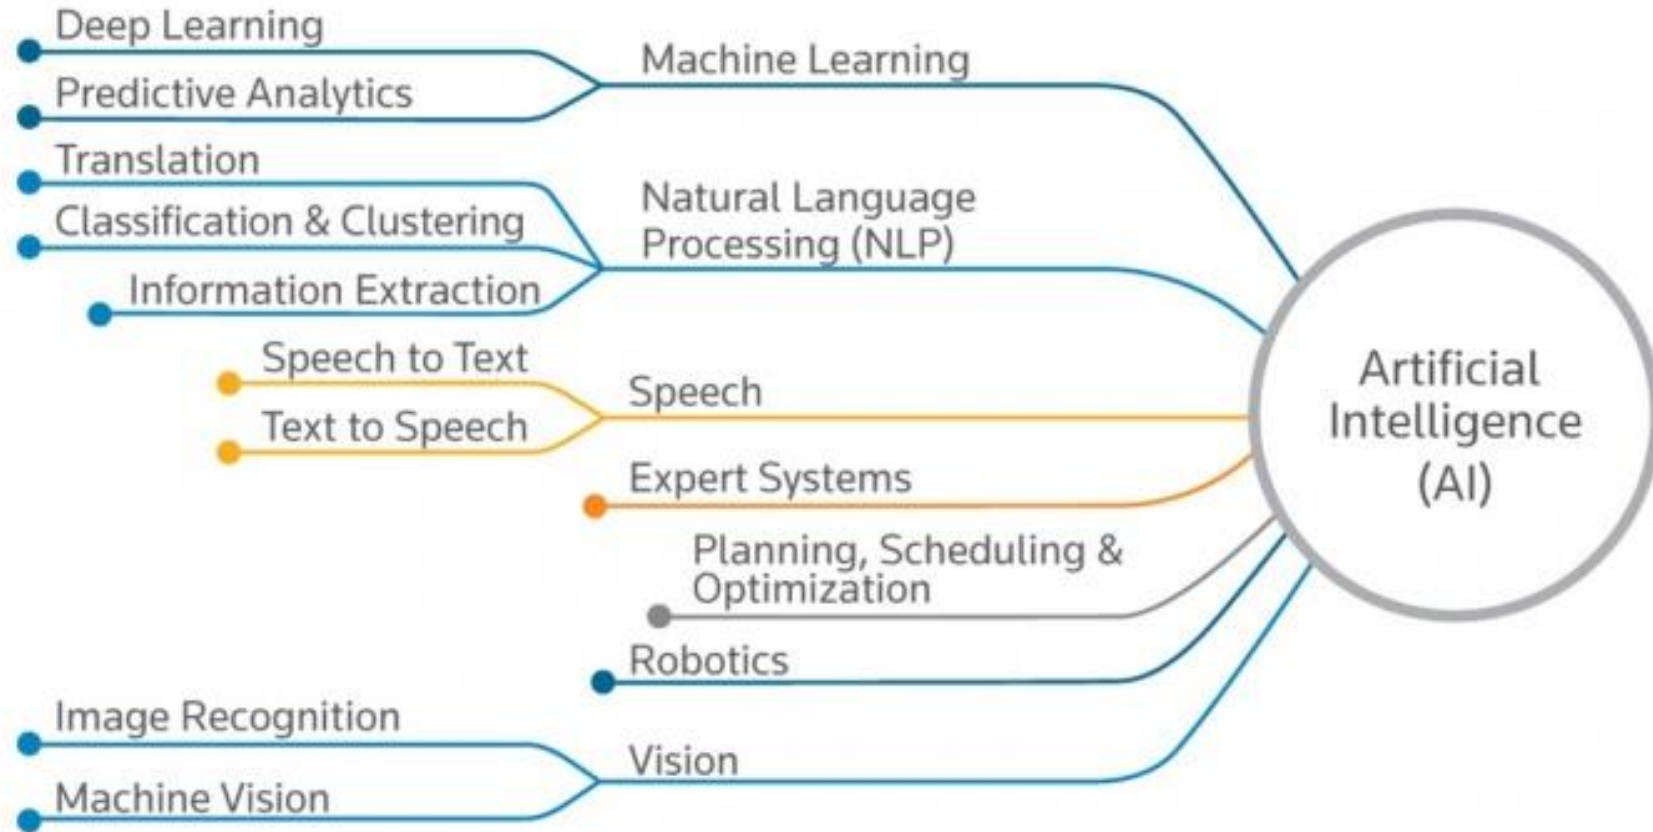 Deep Learning
Machine Learning
Predictive Analytics
Translation
Natural Language
Processing (NLP)
Classification & Clustering
Information Extraction
Speech to Text
Speech
Text to Speech
Expert Systems
Planning, Scheduling &
Optimization
Robotics
Image Recognition
Vision
Machine Vision
Artificial
Intelligence
(AI)